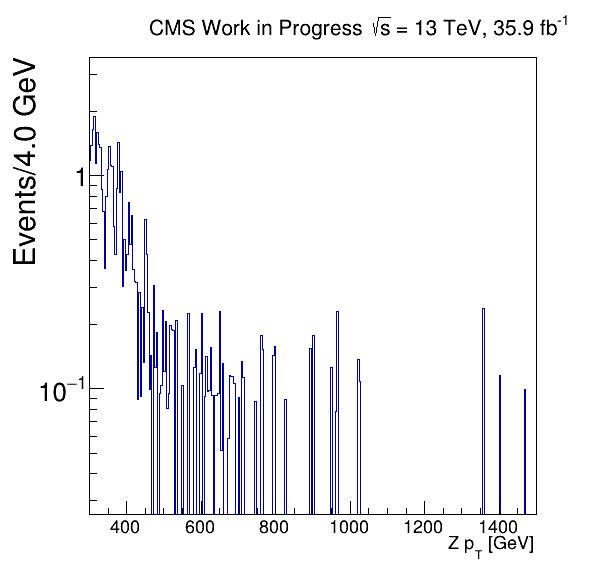 CMS Work in Progress √s = 13 TeV, 35.9 fb⁻¹
Events/4.0 GeV
1
10⁻¹
400 600 800 1000 1200 1400
Z p_T [GeV]